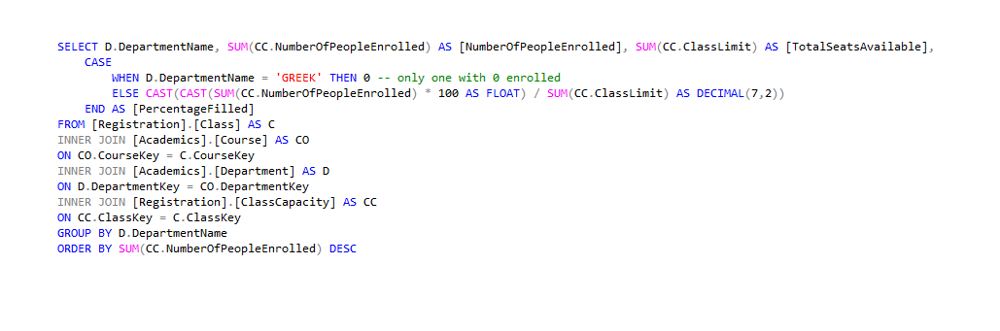 SELECT D.DepartmentName, SUM(CC.NumberOfPeopleEnrolled) AS [NumberOfPeopleEnrolled], SUM(CC.ClassLimit) AS [TotalSeatsAvailable],
CASE
WHEN D.DepartmentName = 'GREEK' THEN 0 -- only one with 0 enrolled
ELSE CAST(CAST(SUM(CC.NumberOfPeopleEnrolled) * 100 AS FLOAT) / SUM(CC.ClassLimit) AS DECIMAL(7,2))
END AS [PercentageFilled]
FROM [Registration].[Class] AS C
INNER JOIN [Academics].[Course] AS CO
ON CO.CourseKey = C.CourseKey
INNER JOIN [Academics].[Department] AS D
ON D.DepartmentKey = CO.DepartmentKey
INNER JOIN [Registration].[ClassCapacity] AS CC
ON CC.ClassKey = C.ClassKey
GROUP BY D.DepartmentName
ORDER BY SUM(CC.NumberOfPeopleEnrolled) DESC